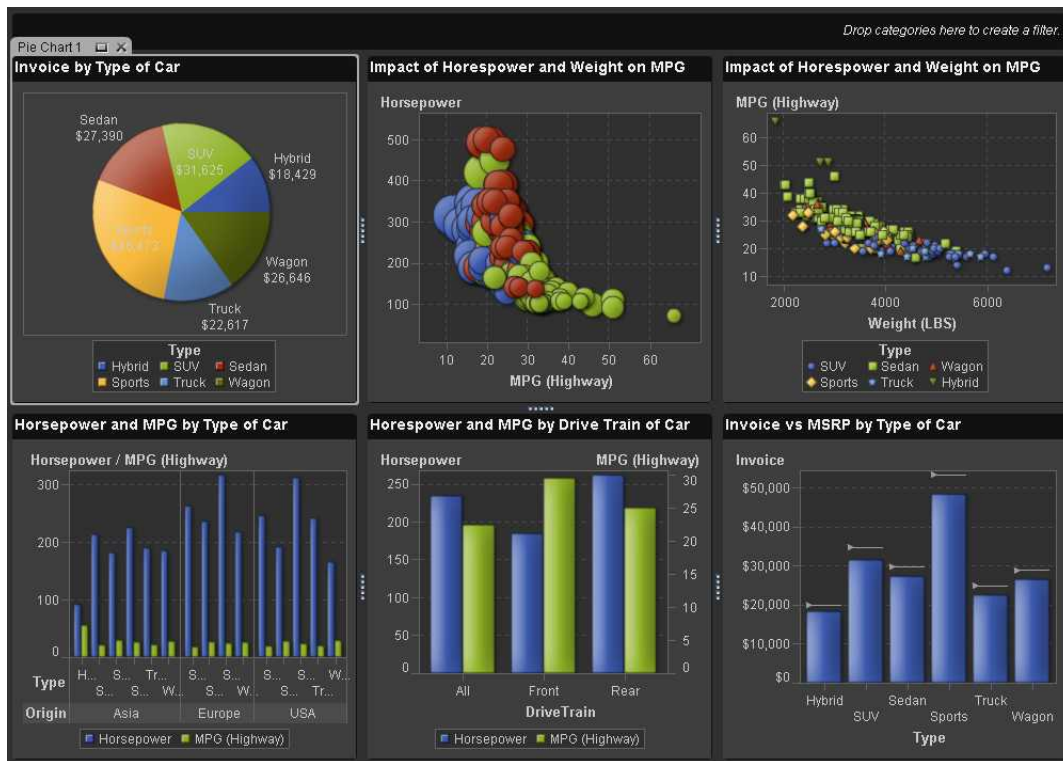 Drop categories here to create a filter.
Pie Chart 1
Invoice by Type of Car
Sedan
$27,390
SUV
$31,625
Hybrid
$18,429
Wagon
$26,646
Truck
$22,617
Type
Hybrid SUV Sedan
Sports Truck Wagon
Impact of Horespower and Weight on MPG
Horsepower
500
400
300
200
100
10 20 30 40 50 60
MPG (Highway)
Impact of Horespower and Weight on MPG
MPG (Highway)
60
50
40
30
20
10
2000 4000 6000
Weight (LBS)
Type
SUV Sedan Wagon
Sports Truck Hybrid
Horsepower and MPG by Type of Car
Horsepower / MPG (Highway)
300
200
100
0
Type
H... S... Tr... S... S... S... S... W...
S... S... W... S... W... S... Tr...
Origin Asia Europe USA
Horsepower MPG (Highway)
Horespower and MPG by Drive Train of Car
Horsepower MPG (Highway)
250
200
150
100
50
0
30
25
20
15
10
5
0
All Front Rear
DriveTrain
Horsepower MPG (Highway)
Invoice vs MSRP by Type of Car
Invoice
$50,000
$40,000
$30,000
$20,000
$10,000
$0
Hybrid Sedan Truck
SUV Sports Wagon
Type